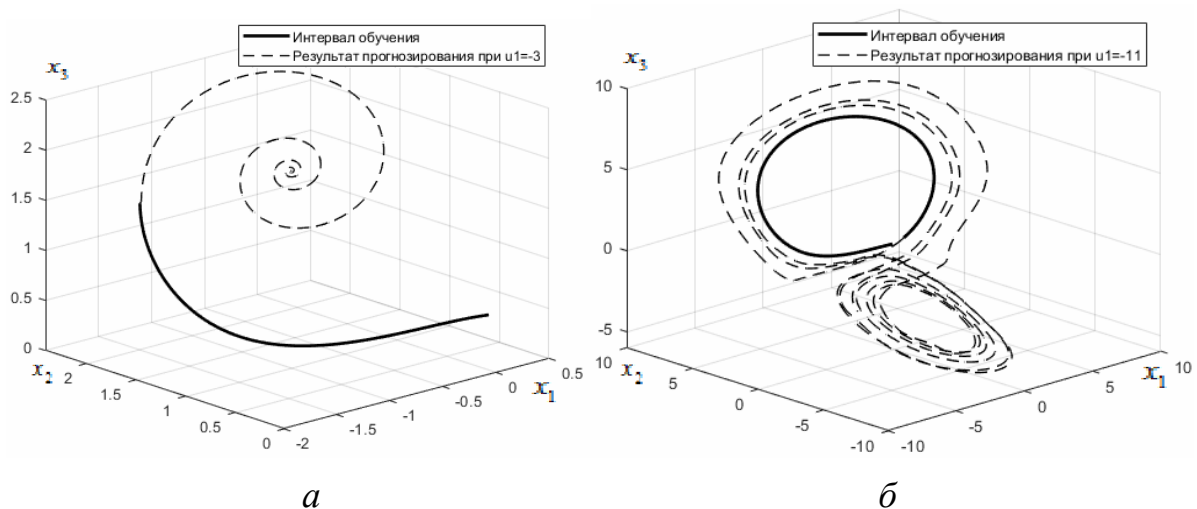 Интервал обучения
Результат прогнозирования при u1=-3
x3
2.5
2
1.5
1
0.5
0
x2
2
1.5
1
0.5
0
-2
-1.5
-1
-0.5
0
0.5
x1
а
Интервал обучения
Результат прогнозирования при u1=-11
x3
10
5
0
-5
10
x2
5
0
-5
-10
-10
-5
0
5
10
x1
б